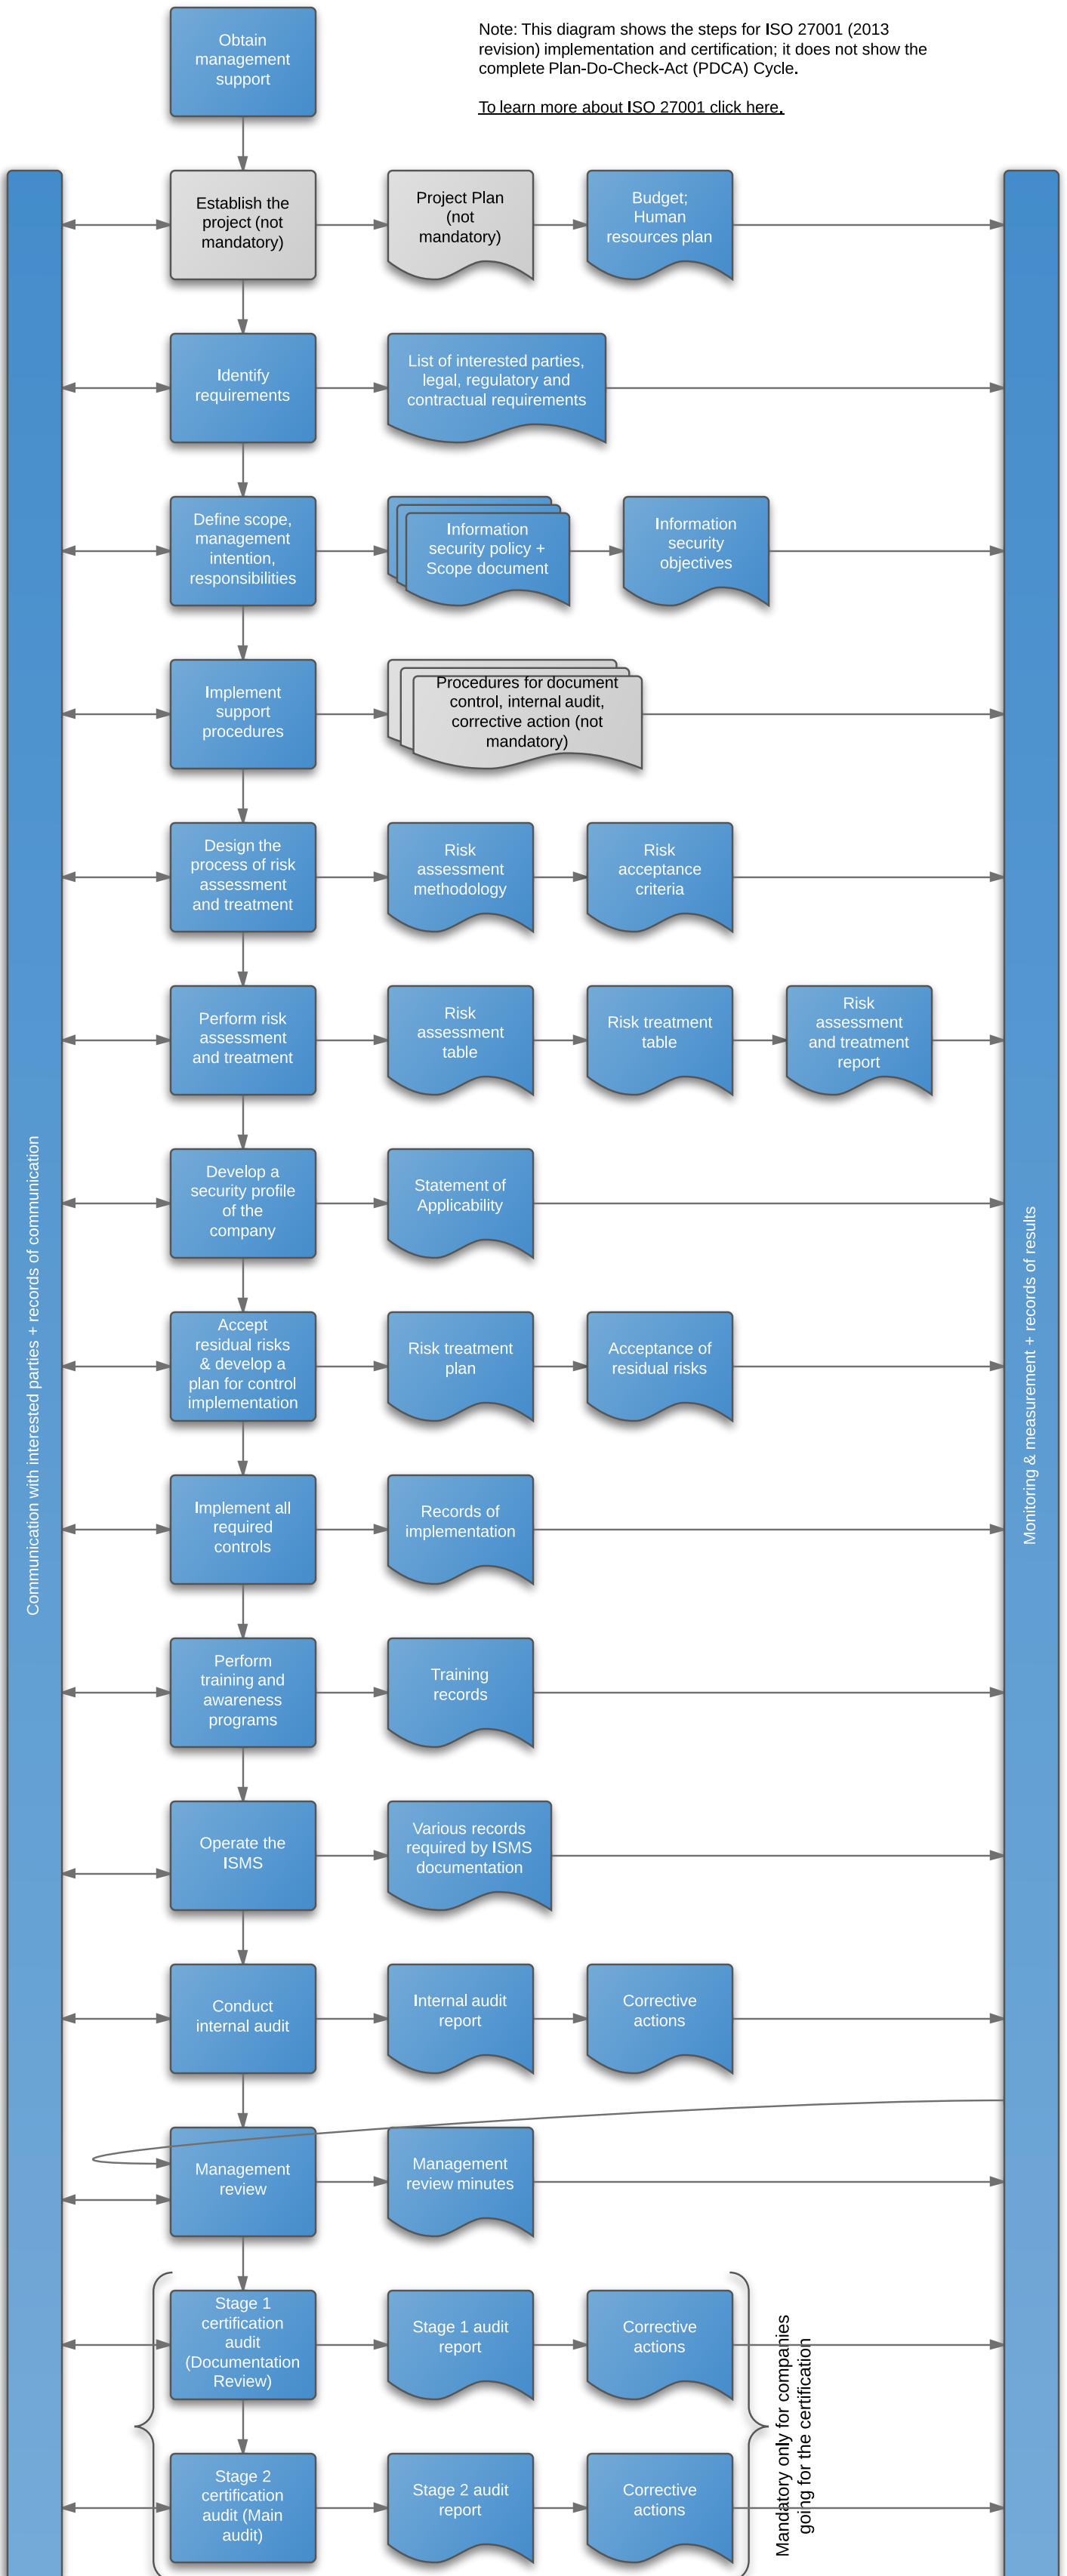 Obtain
management
support
Note: This diagram shows the steps for ISO 27001 (2013
revision) implementation and certification; it does not show the
complete Plan-Do-Check-Act (PDCA) Cycle.
To learn more about ISO 27001 click here.
Establish the
project (not
mandatory)
Project Plan
(not
mandatory)
Budget;
Human
resources plan
Identify
requirements
List of interested parties,
legal, regulatory and
contractual requirements
Define scope,
management
intention,
responsibilities
Information
security policy +
Scope document
Information
security
objectives
Implement
support
procedures
Procedures for document
control, internal audit,
corrective action (not
mandatory)
Design the
process of risk
assessment
and treatment
Risk
assessment
methodology
Risk
acceptance
criteria
Perform risk
assessment
and treatment
Risk
assessment
table
Risk treatment
table
Risk
assessment
and treatment
report
Communication with interested parties + records of communication
Develop a
security profile
of the
company
Statement of
Applicability
Monitoring & measurement + records of results
Accept
residual risks
& develop a
plan for control
implementation
Risk treatment
plan
Acceptance of
residual risks
Implement all
required
controls
Records of
implementation
Perform
training and
awareness
programs
Training
records
Operate the
ISMS
Various records
required by ISMS
documentation
Conduct
internal audit
Internal audit
report
Corrective
actions
Management
review
Management
review minutes
Stage 1
certification
audit
(Documentation
Review)
Stage 1 audit
report
Corrective
actions
Mandatory only for companies
going for the certification
Stage 2
certification
audit (Main
audit)
Stage 2 audit
report
Corrective
actions